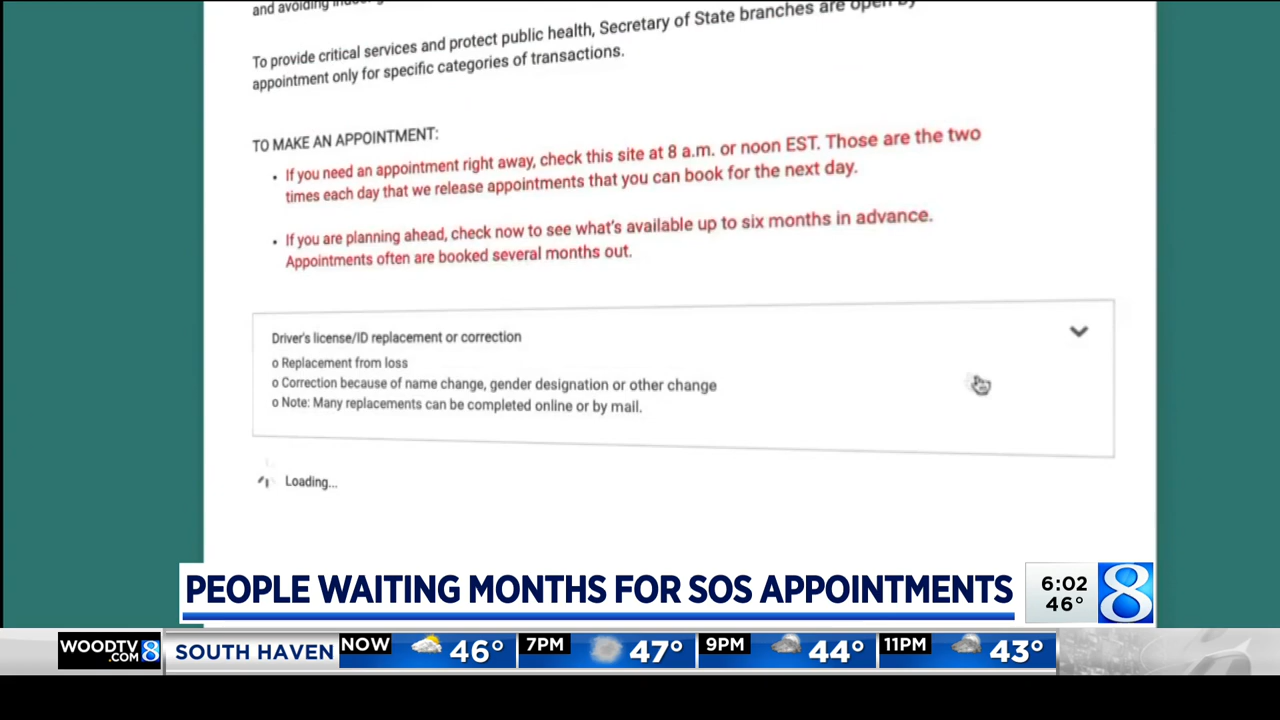 and avoiding
To provide critical services and protect public health, Secretary of State branches are open by
appointment only for specific categories of transactions.
TO MAKE AN APPOINTMENT:
• If you need an appointment right away, check this site at 8 a.m. or noon EST. Those are the two
times each day that we release appointments that you can book for the next day.
• If you are planning ahead, check now to see what's available up to six months in advance.
Appointments often are booked several months out.
Driver's license/ID replacement or correction
o Replacement from loss
o Correction because of name change, gender designation or other change
o Note: Many replacements can be completed online or by mail.
Loading...
PEOPLE WAITING MONTHS FOR SOS APPOINTMENTS
6:02
46°
8
WOODTV
.COM 8
SOUTH HAVEN
NOW 46° 7PM 47° 9PM 44° 11PM 43°